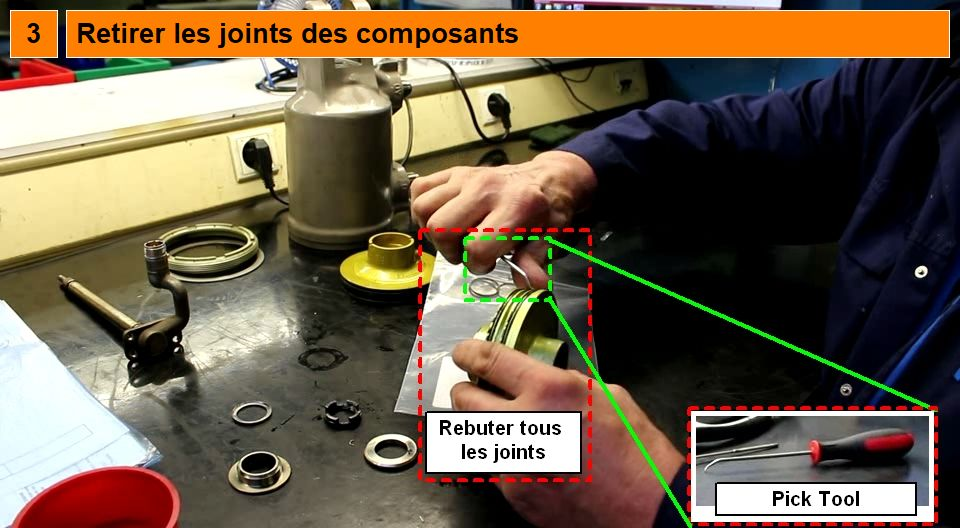 3
Retirer les joints des composants
Rebuter tous
les joints
Pick Tool